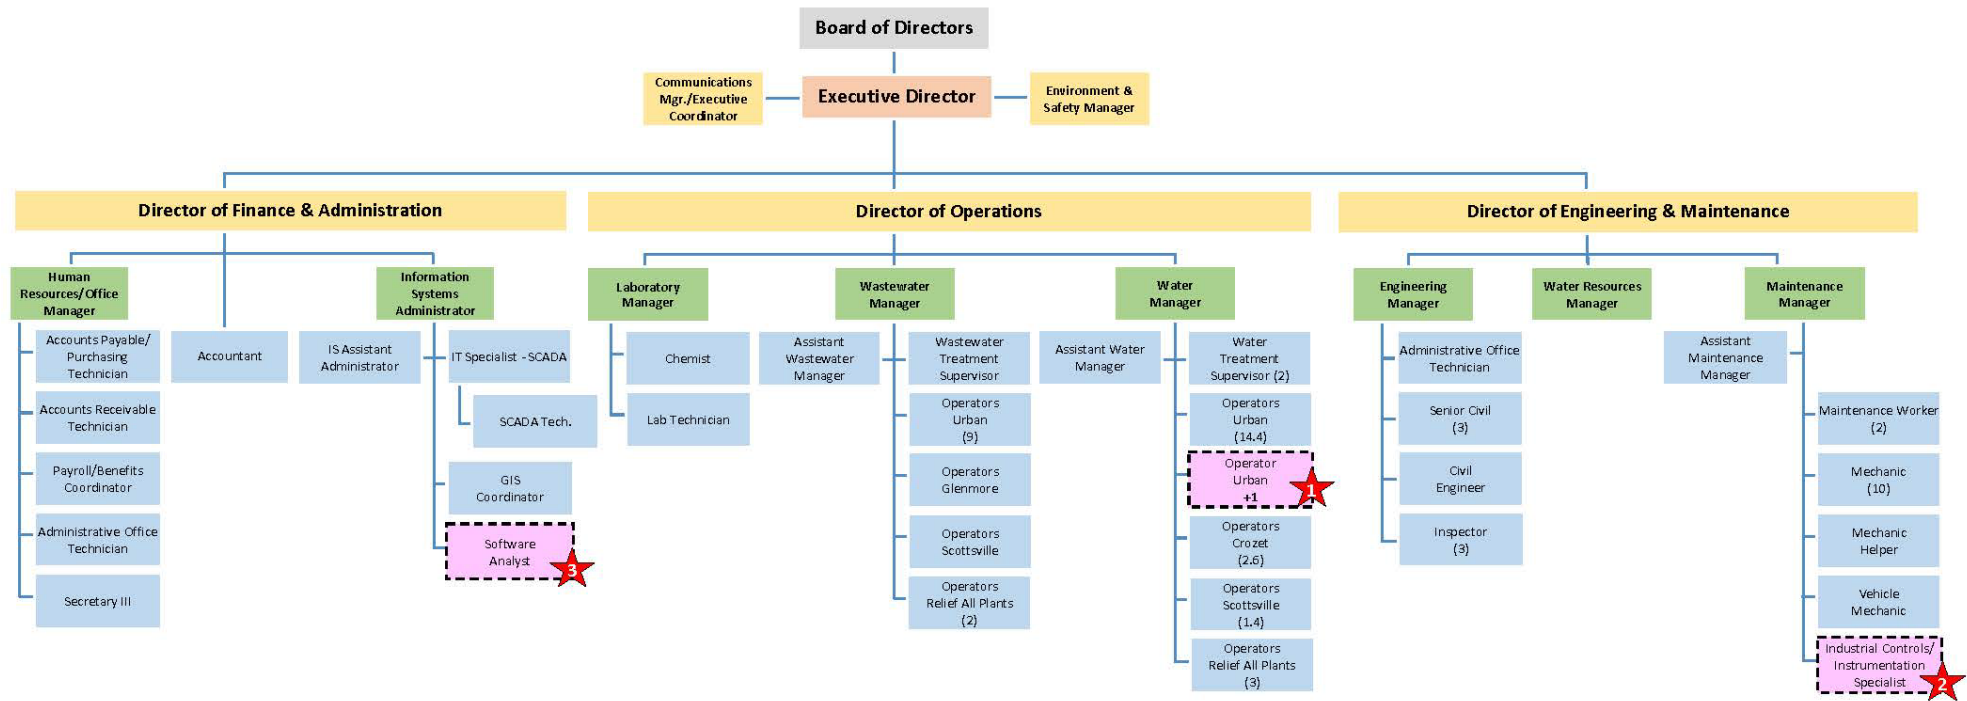 Board of Directors
Communications
Mgr./Executive
Coordinator
Executive Director
Environment &
Safety Manager
Director of Finance & Administration
Director of Operations
Director of Engineering & Maintenance
Human
Resources/Office
Manager
Information
Systems
Administrator
Laboratory
Manager
Wastewater
Manager
Water
Manager
Engineering
Manager
Water Resources
Manager
Maintenance
Manager
Accounts Payable/
Purchasing
Technician
Accounts Receivable
Technician
Payroll/Benefits
Coordinator
Administrative Office
Technician
Secretary III
Accountant
IS Assistant
Administrator
IT Specialist - SCADA
SCADA Tech.
GIS
Coordinator
Software
Analyst
3
Chemist
Lab Technician
Assistant
Wastewater
Manager
Wastewater
Treatment
Supervisor
Operators
Urban
(9)
Operators
Glenmore
Operators
Scottsville
Operators
Relief All Plants
(2)
Assistant Water
Manager
Water
Treatment
Supervisor (2)
Operators
Urban
(14.4)
Operator
Urban
+1
1
Operators
Crozet
(2.6)
Operators
Scottsville
(1.4)
Operators
Relief All Plants
(3)
Administrative Office
Technician
Senior Civil
(3)
Civil
Engineer
Inspector
(3)
Assistant
Maintenance
Manager
Maintenance Worker
(2)
Mechanic
(10)
Mechanic
Helper
Vehicle
Mechanic
Industrial Controls/
Instrumentation
Specialist
2